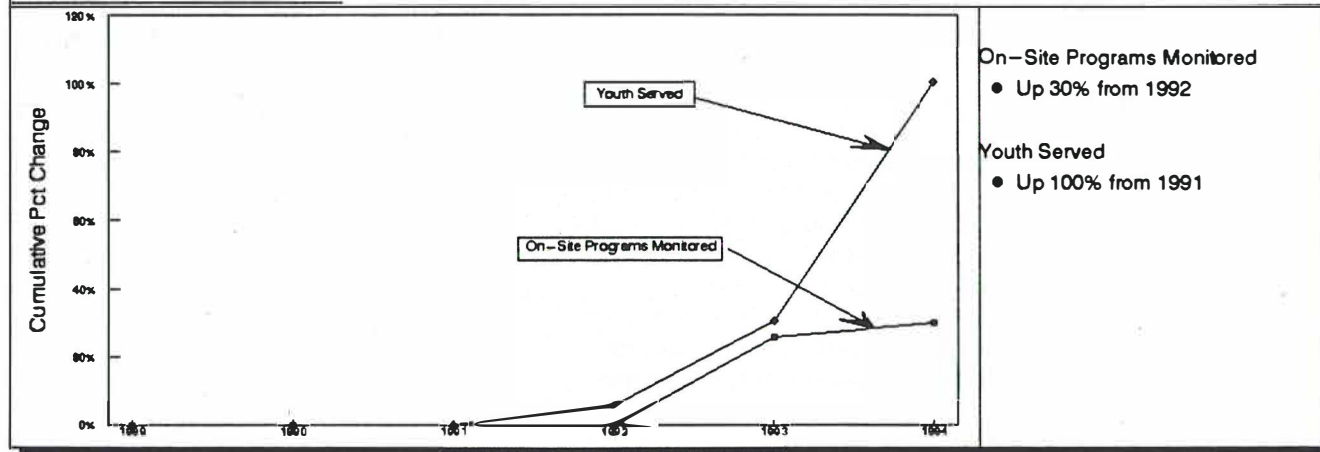 120%
100%
80%
60%
40%
20%
0%
Cumulative Pct Change
Youth Served
On-Site Programs Monitored
1989 1990 1991 1992 1993 1994
On-Site Programs Monitored
• Up 30% from 1992
Youth Served
• Up 100% from 1991